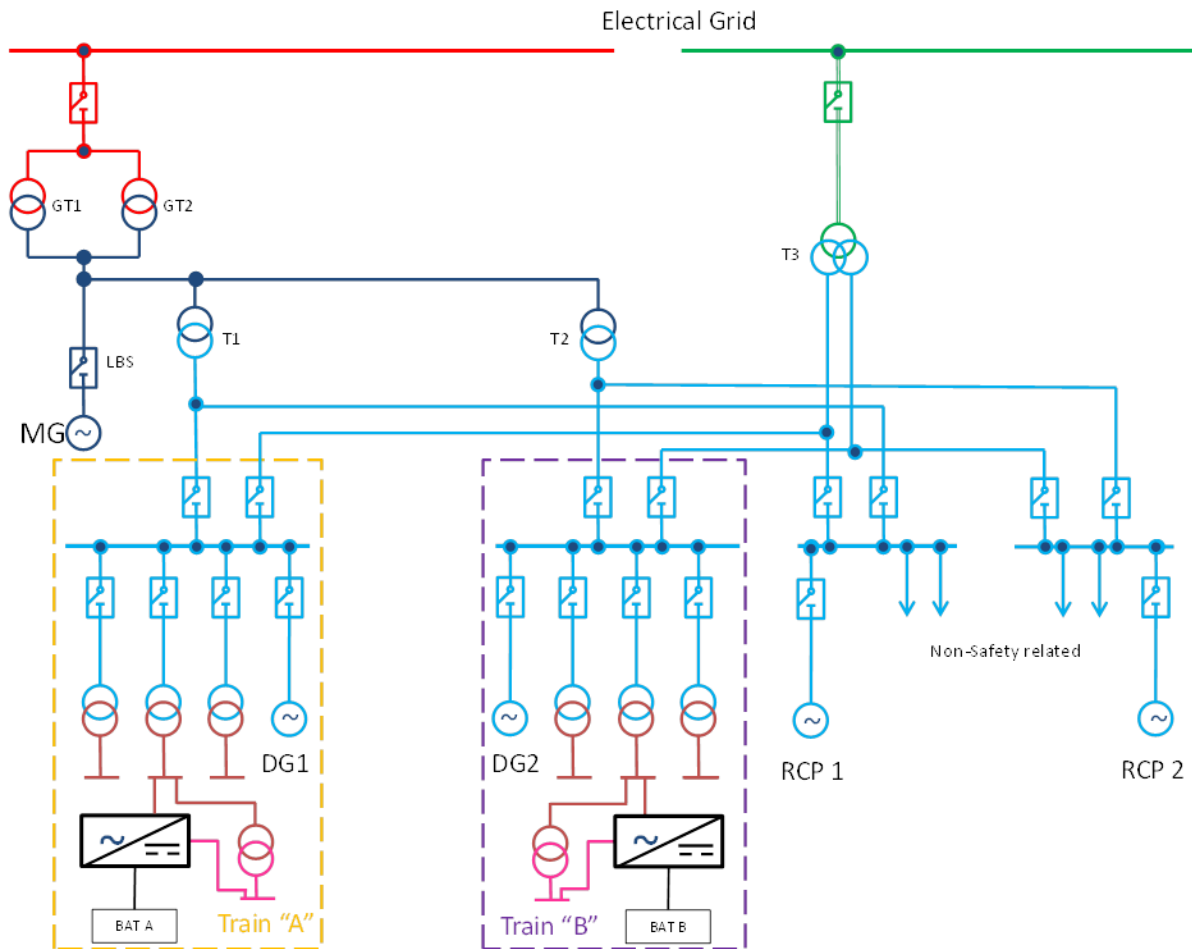 Electrical Grid
GT1
GT2
T3
T1
T2
LBS
MG
Non-Safety related
DG1
DG2
RCP 1
RCP 2
BAT A
Train “A”
Train “B”
BAT B